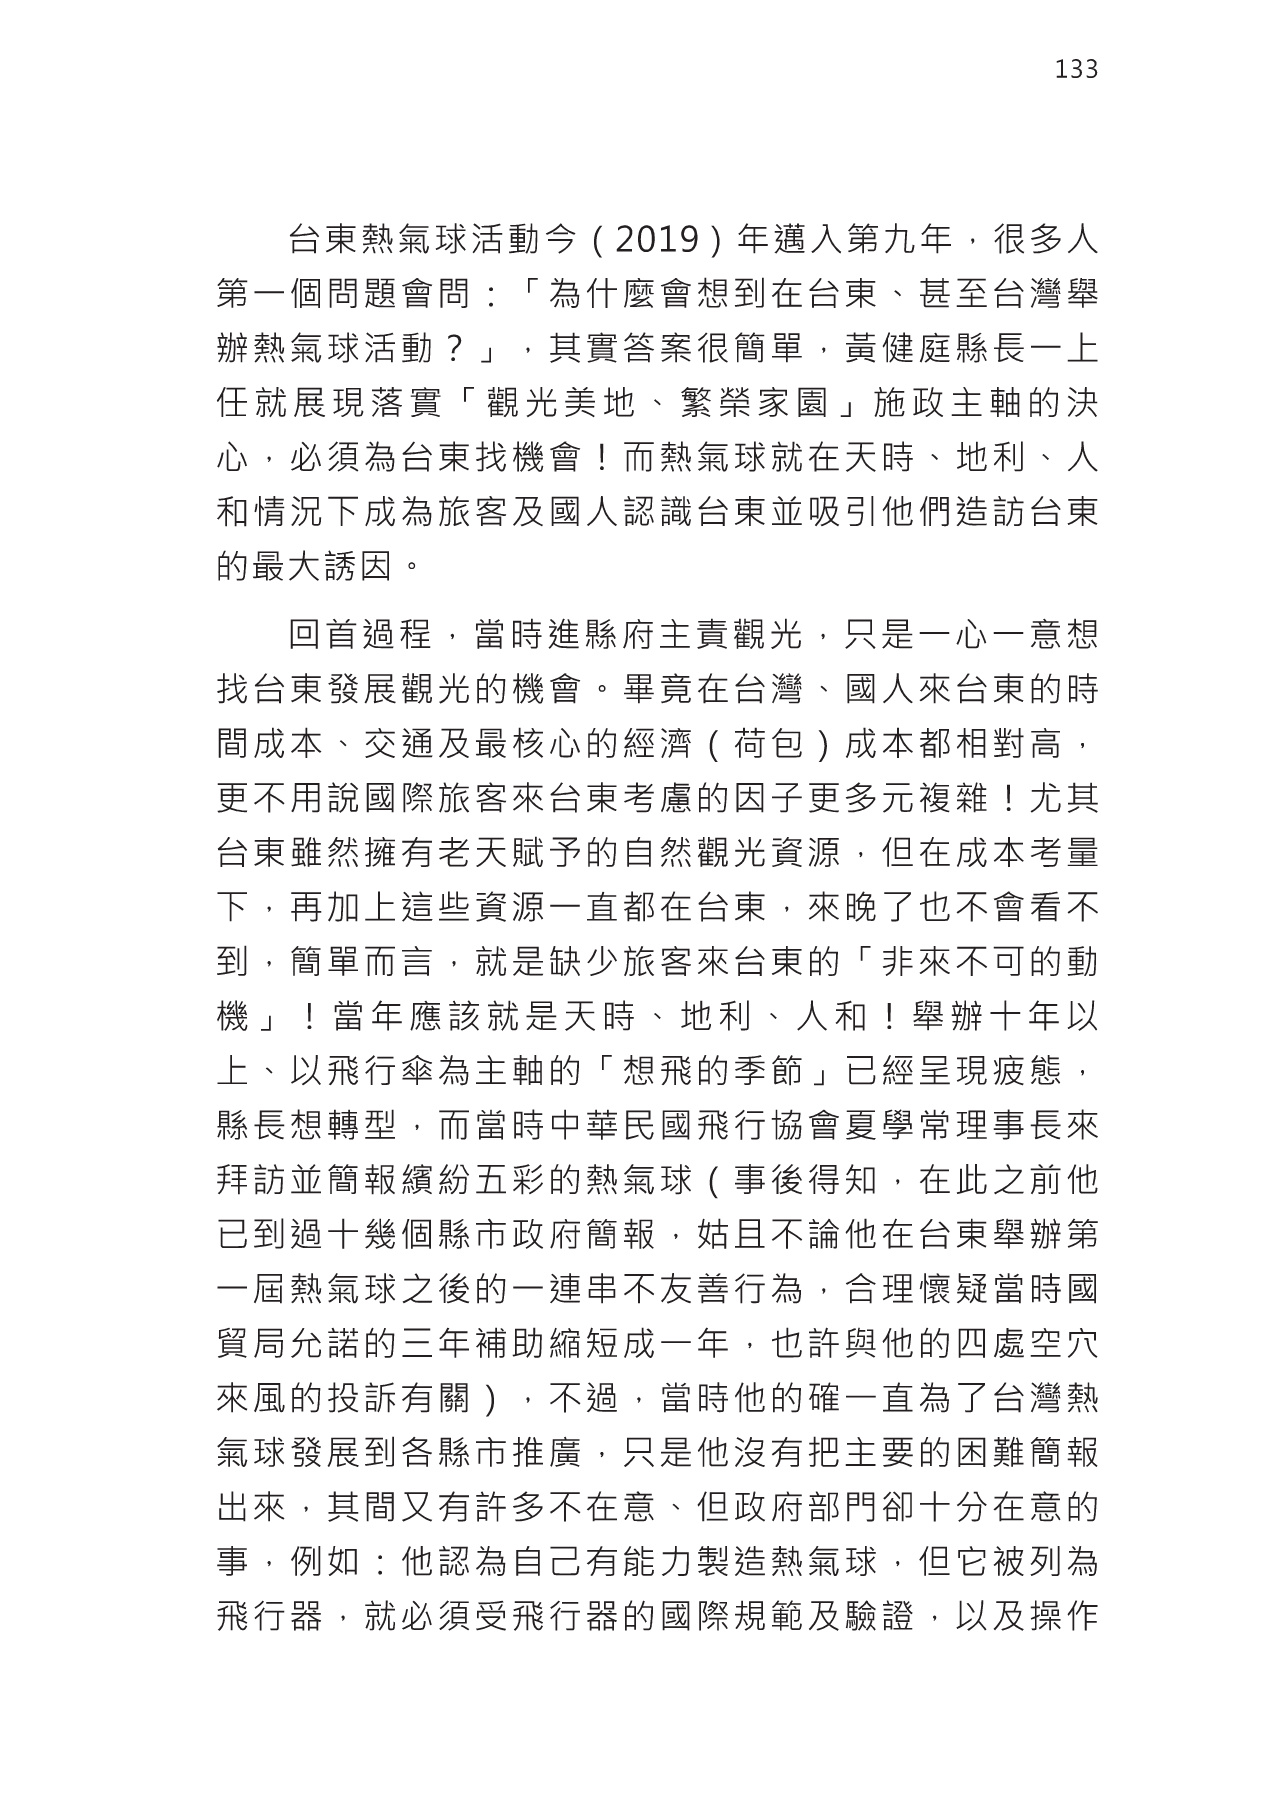 133
台東熱氣球活動今（2019）年邁入第九年，很多人
第一個問題會問：「為什麼會想到在台東、甚至台灣舉
辦熱氣球活動？」，其實答案很簡單，黃健庭縣長一上
任就展現落實「觀光美地、繁榮家園」施政主軸的決
心，必須為台東找機會！而熱氣球就在天時、地利、人
和情況下成為旅客及國人認識台東並吸引他們造訪台東
的最大誘因。
回首過程，當時進縣府主責觀光，只是一心一意想
找台東發展觀光的機會。畢竟在台灣、國人來台東的時
間成本、交通及最核心的經濟（荷包）成本都相對高，
更不用說國際旅客來台東考慮的因子更多元複雜！尤其
台東雖然擁有老天賦予的自然觀光資源，但在成本考量
下，再加上這些資源一直都在台東，來晚了也不會看不
到，簡單而言，就是缺少旅客來台東的「非來不可的動
機」！當年應該就是天時、地利、人和！舉辦十年以
上、以飛行傘為主軸的「想飛的季節」已經呈現疲態，
縣長想轉型，而當時中華民國飛行協會夏學常理事長來
拜訪並簡報繽紛五彩的熱氣球（事後得知，在此之前他
已到過十幾個縣市政府簡報，姑且不論他在台東舉辦第
一屆熱氣球之後的一連串不友善行為，合理懷疑當時國
貿局允諾的三年補助縮短成一年，也許與他的四處空穴
來風的投訴有關），不過，當時他的確一直為了台灣熱
氣球發展到各縣市推廣，只是他沒有把主要的困難簡報
出來，其間又有許多不在意、但政府部門卻十分在意的
事，例如：他認為自己有能力製造熱氣球，但它被列為
飛行器，就必須受飛行器的國際規範及驗證，以及操作